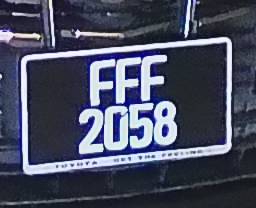 FFF
2058
TOYOTA GET THE FEELING